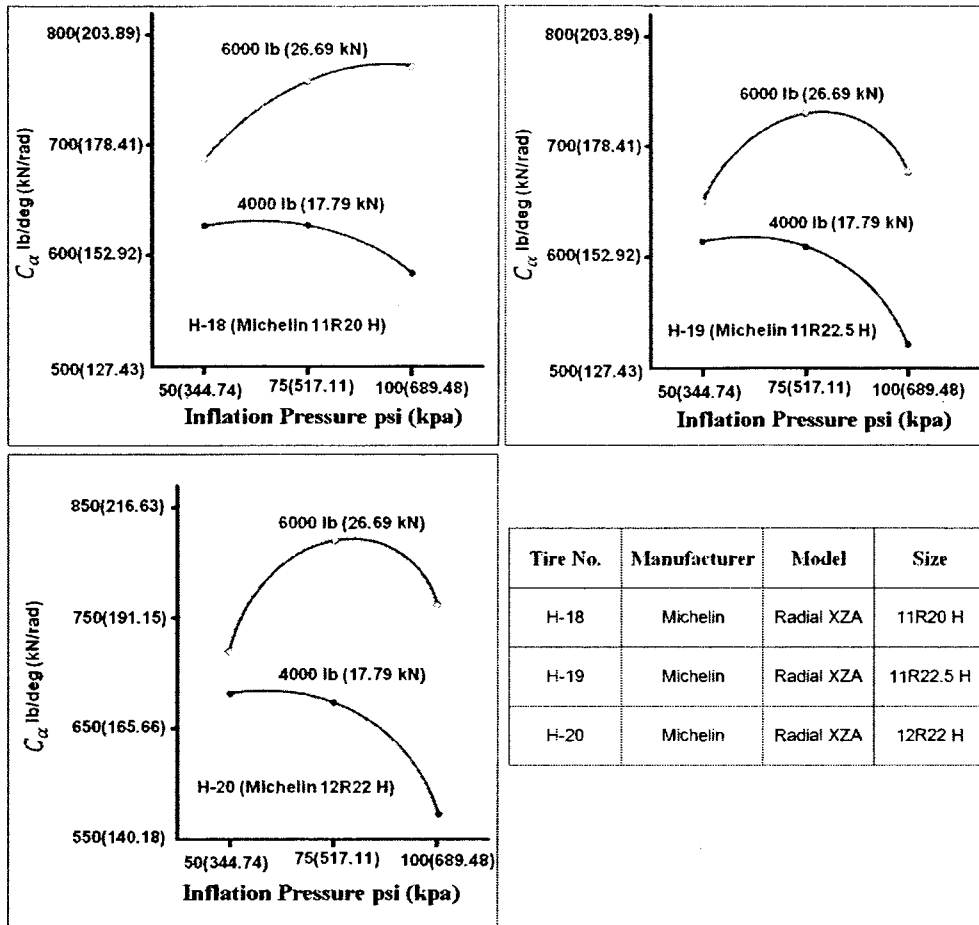 800(203.89)
6000 lb (26.69 kN)
700(178.41)
4000 lb (17.79 kN)
600(152.92)
H-18 (Michelin 11R20 H)
500(127.43)
50(344.74) 75(517.11) 100(689.48)
Inflation Pressure psi (kpa)
Cα lb/deg (kN/rad)
800(203.89)
6000 lb (26.69 kN)
700(178.41)
4000 lb (17.79 kN)
600(152.92)
H-19 (Michelin 11R22.5 H)
500(127.43)
50(344.74) 75(517.11) 100(689.48)
Inflation Pressure psi (kpa)
Cα lb/deg (kN/rad)
850(216.63)
6000 lb (26.69 kN)
750(191.15)
4000 lb (17.79 kN)
650(165.66)
H-20 (Michelin 12R22 H)
550(140.18)
50(344.74) 75(517.11) 100(689.48)
Inflation Pressure psi (kpa)
Cα lb/deg (kN/rad)
Tire No. Manufacturer Model Size
H-18 Michelin Radial XZA 11R20 H
H-19 Michelin Radial XZA 11R22.5 H
H-20 Michelin Radial XZA 12R22 H